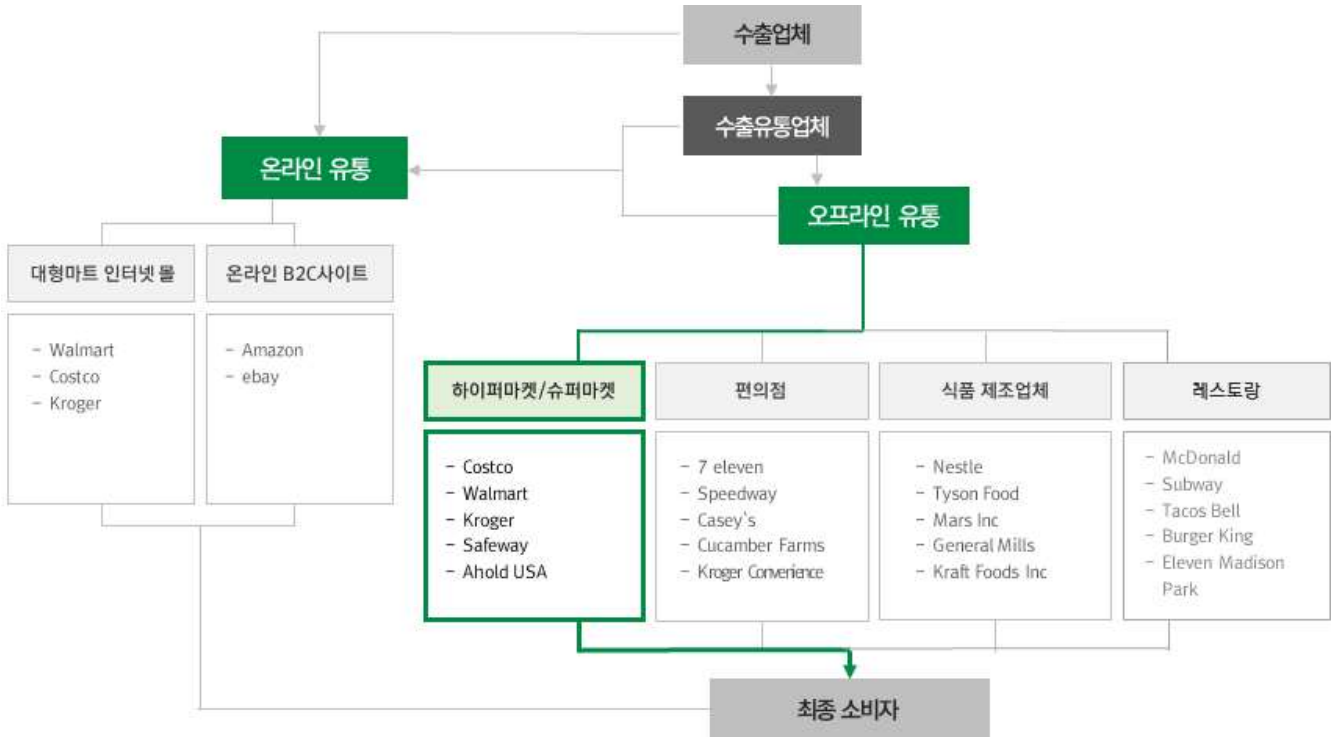 수출업체
수출유통업체
온라인 유통
오프라인 유통
대형마트 인터넷 몰
온라인 B2C사이트
- Walmart
- Costco
- Kroger
- Amazon
- ebay
하이퍼마켓/슈퍼마켓
편의점
식품 제조업체
레스토랑
- Costco
- Walmart
- Kroger
- Safeway
- Ahold USA
- 7 eleven
- Speedway
- Casey`s
- Cucamber Farms
- Kroger Convenience
- Nestle
- Tyson Food
- Mars Inc
- General Mills
- Kraft Foods Inc
- McDonald
- Subway
- Tacos Bell
- Burger King
- Eleven Madison
Park
최종 소비자